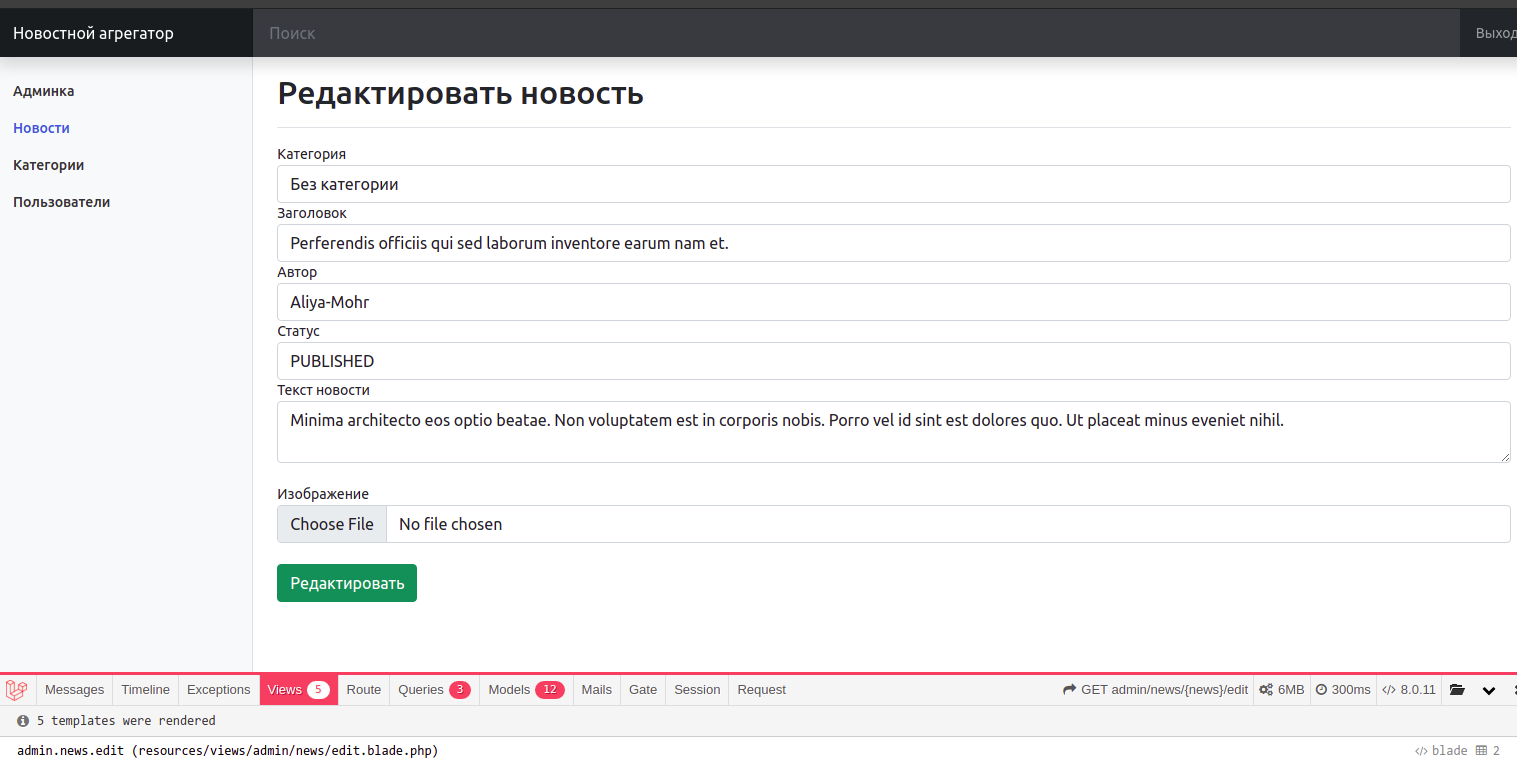 Новостной агрегатор
Поиск
Выход
Админка
Новости
Категории
Пользователи
Редактировать новость
Категория
Без категории
Заголовок
Perferendis officiis qui sed laborum inventore earum nam et.
Автор
Aliya-Mohr
Статус
PUBLISHED
Текст новости
Minima architecto eos optio beatae. Non voluptatem est in corporis nobis. Porro vel id sint est dolores quo. Ut placeat minus eveniet nihil.
Изображение
Choose File No file chosen
Редактировать
Messages Timeline Exceptions Views 5 Route Queries 3 Models 12 Mails Gate Session Request GET admin/news/{news}/edit 6MB 300ms 8.0.11
5 templates were rendered
admin.news.edit (resources/views/admin/news/edit.blade.php) blade 2